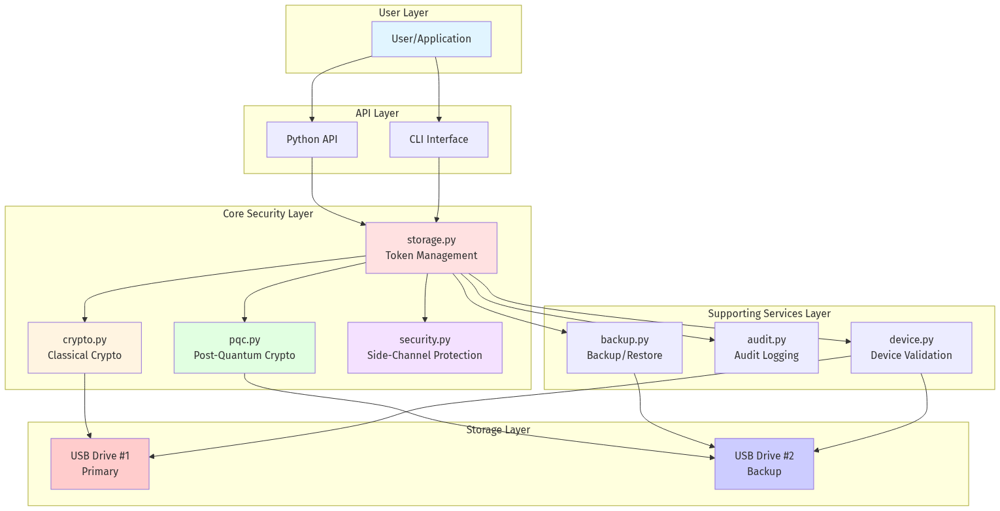 User Layer
User/Application
API Layer
Python API
CLI Interface
Core Security Layer
storage.py
Token Management
crypto.py
Classical Crypto
pqc.py
Post-Quantum Crypto
security.py
Side-Channel Protection
Supporting Services Layer
backup.py
Backup/Restore
audit.py
Audit Logging
device.py
Device Validation
Storage Layer
USB Drive #1
Primary
USB Drive #2
Backup